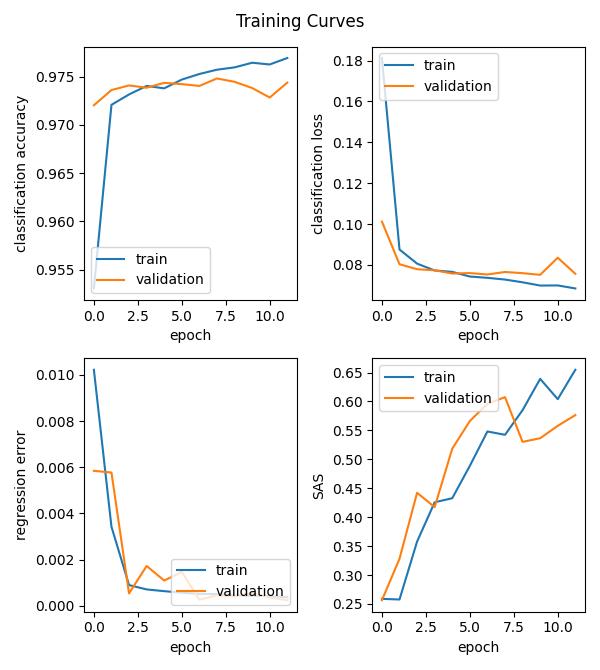 Training Curves
classification accuracy
0.975
0.970
0.965
0.960
0.955
train
validation
0.0 2.5 5.0 7.5 10.0
epoch
classification loss
0.18
0.16
0.14
0.12
0.10
0.08
train
validation
0.0 2.5 5.0 7.5 10.0
epoch
regression error
0.010
0.008
0.006
0.004
0.002
0.000
train
validation
0.0 2.5 5.0 7.5 10.0
epoch
SAS
0.65
0.60
0.55
0.50
0.45
0.40
0.35
0.30
0.25
train
validation
0.0 2.5 5.0 7.5 10.0
epoch